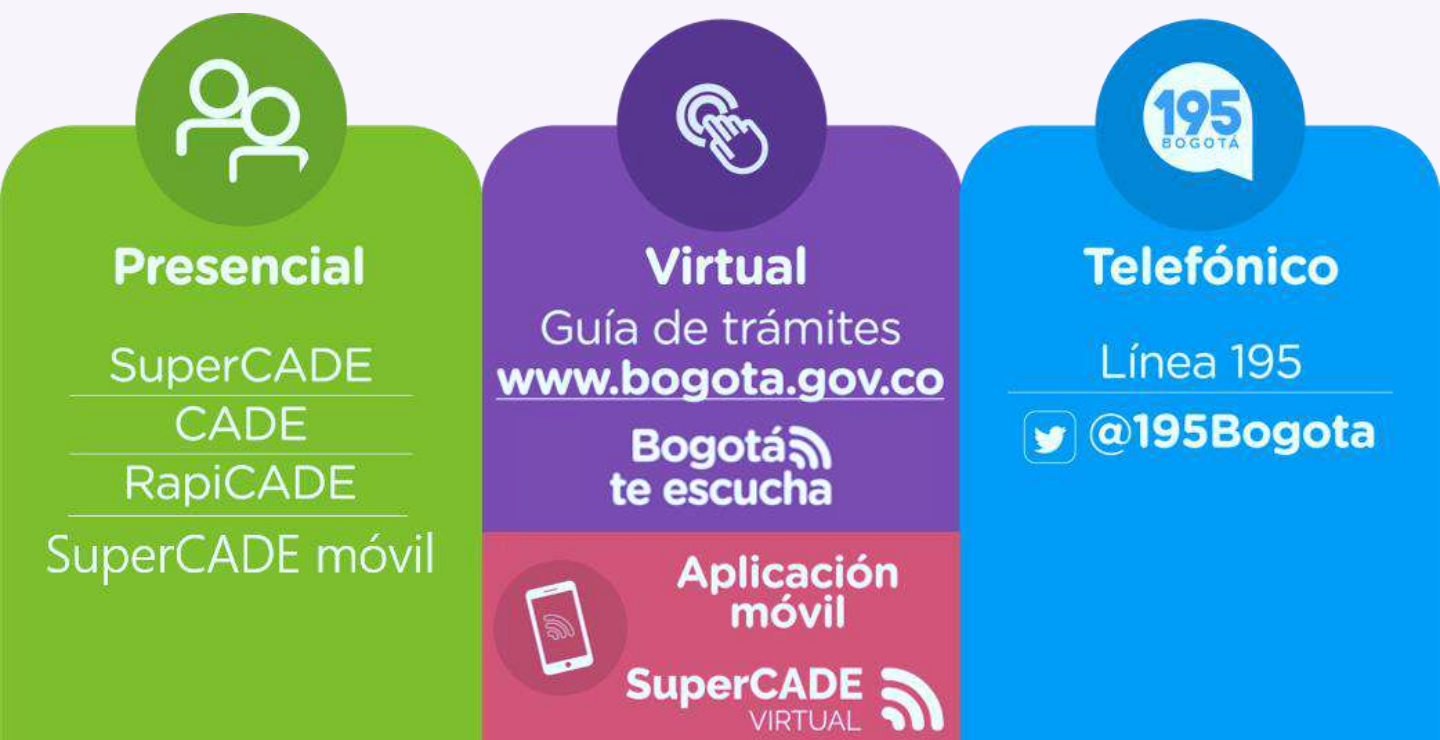 Presencial
SuperCADE
CADE
RapiCADE
SuperCADE móvil
Virtual
Guía de trámites
www.bogota.gov.co
Bogotá
te escucha
Aplicación
móvil
SuperCADE
VIRTUAL
195
BOGOTÁ
Telefónico
Línea 195
@195Bogota